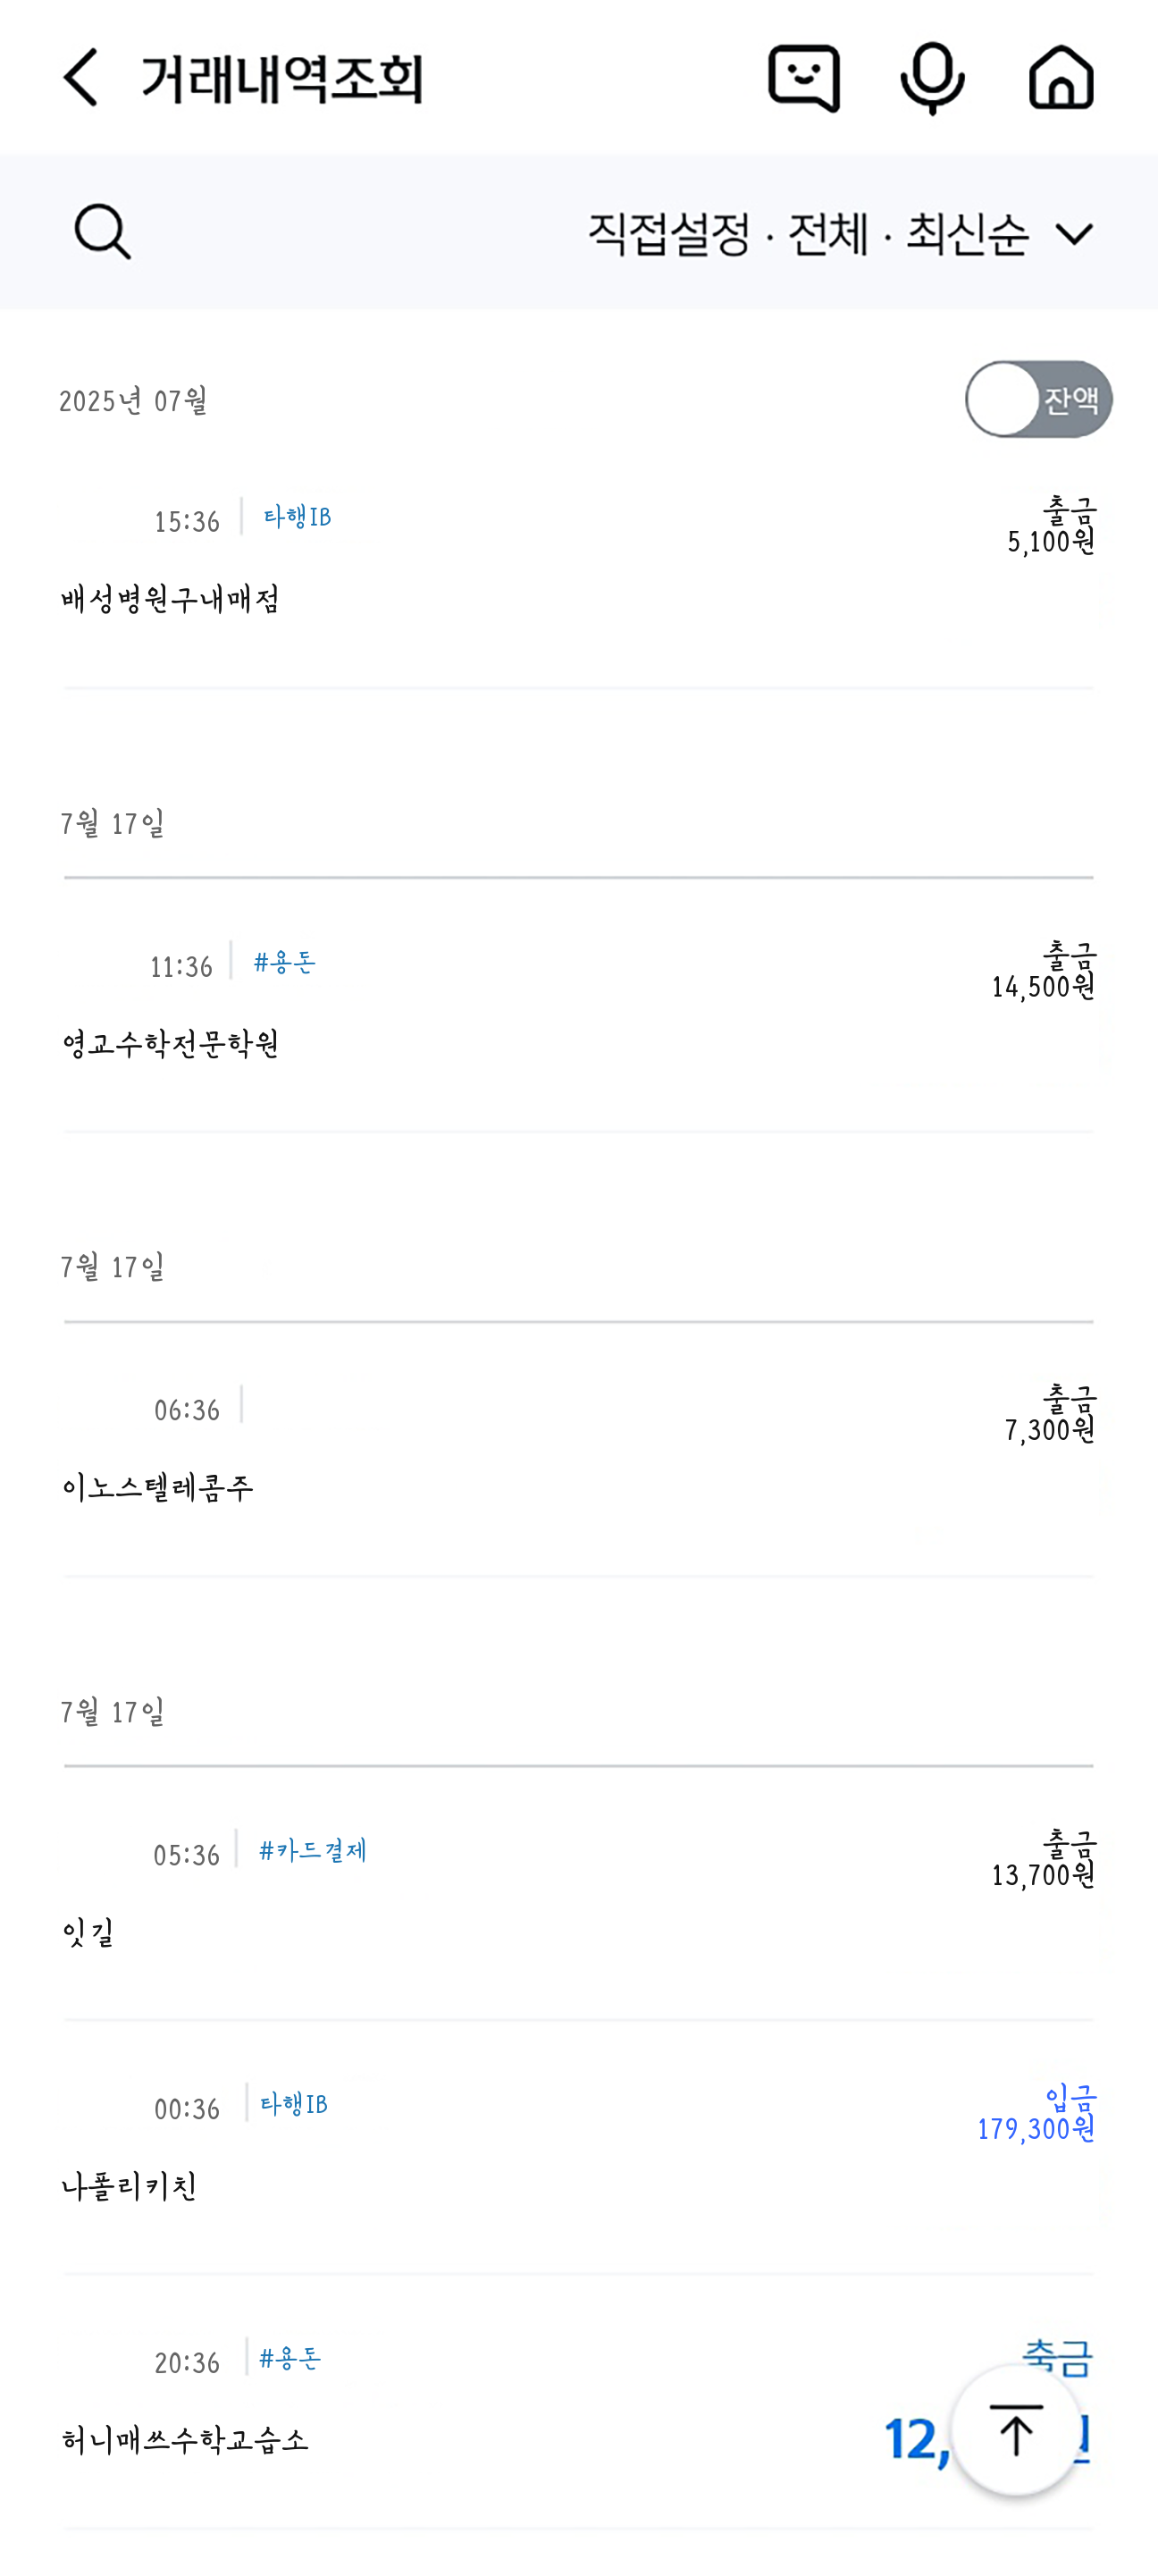 거래내역조회
직접설정 · 전체 · 최신순
2025년 07월
잔액
15:36 타행IB
출금
5,100원
배성병원구내매점
7월 17일
11:36 #용돈
출금
14,500원
영교수학전문학원
7월 17일
06:36
출금
7,300원
이노스텔레콤주
7월 17일
05:36 #카드결제
출금
13,700원
잇길
00:36 타행IB
입금
179,300원
나폴리키친
20:36 #용돈
허니매쓰수학교습소
12,